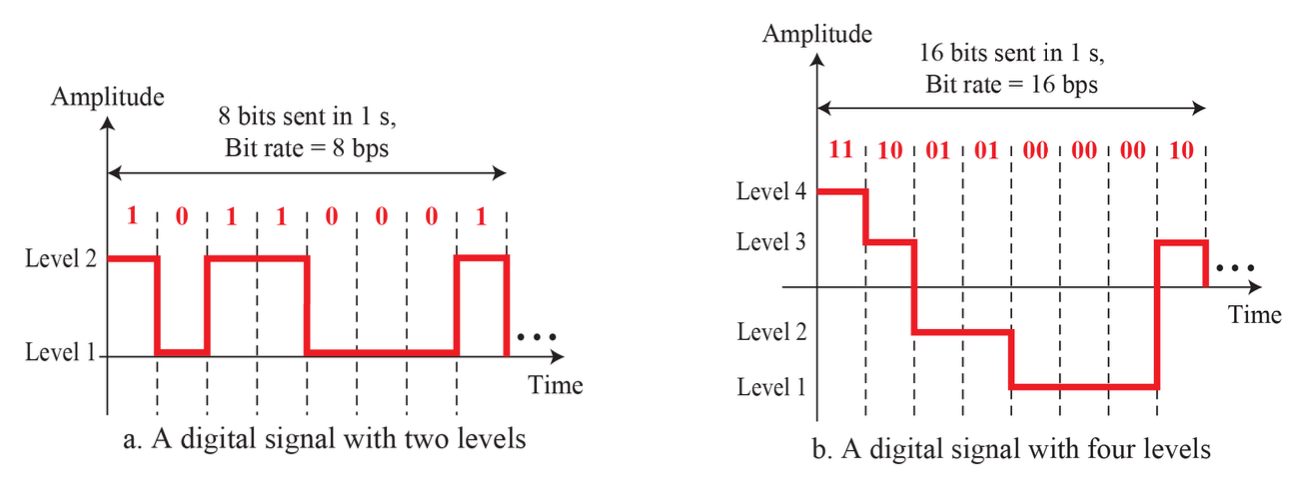 Amplitude
8 bits sent in 1 s,
Bit rate = 8 bps
1 0 1 1 0 0 0 1
Level 2
Level 1
...
Time
a. A digital signal with two levels
Amplitude
16 bits sent in 1 s,
Bit rate = 16 bps
11 10 01 01 00 00 00 10
Level 4
Level 3
...
Time
Level 2
Level 1
b. A digital signal with four levels